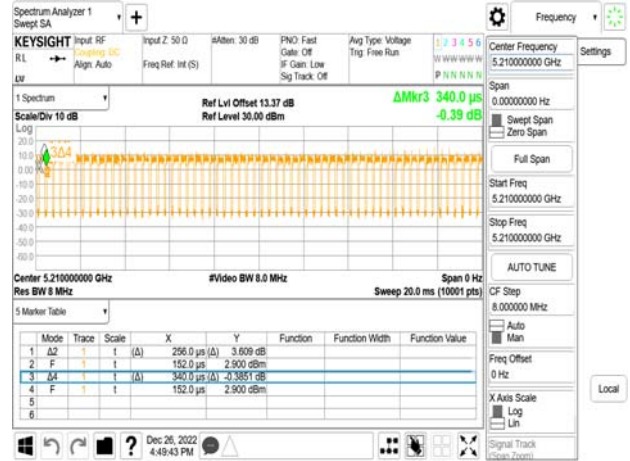 Spectrum Analyzer 1
Swept SA
+
Frequency
KEYSIGHT Input: RF Input Z: 50 Ω #Atten: 30 dB PNO: Fast Avg Type: Voltage 1 2 3 4 5 6
RL Coupling: DC Gate: Off Trig: Free Run W W W W W W
Align: Auto Freq Ref: Int (S) IF Gain: Low
Sig Track: Off P N N N N N
1 Spectrum Ref Lvl Offset 13.37 dB ΔMkr3 340.0 µs
Scale/Div 10 dB Ref Level 30.00 dBm -0.39 dB
Log
20.0
10.0
0.00
-10.0
-20.0
-30.0
-40.0
-50.0
-60.0
3Δ4
Center 5.210000000 GHz #Video BW 8.0 MHz Span 0 Hz
Res BW 8 MHz Sweep 20.0 ms (10001 pts)
5 Marker Table
Mode Trace Scale X Y Function Function Width Function Value
1 Δ2 1 t (Δ) 256.0 µs (Δ) 3.609 dB
2 F 1 t 152.0 µs 2.900 dBm
3 Δ4 1 t (Δ) 340.0 µs (Δ) -0.3851 dB
4 F 1 t 152.0 µs 2.900 dBm
5
6
? Dec 26, 2022
4:49:43 PM
Center Frequency
5.210000000 GHz
Settings
Span
0.00000000 Hz
Swept Span
Zero Span
Full Span
Start Freq
5.210000000 GHz
Stop Freq
5.210000000 GHz
AUTO TUNE
CF Step
8.000000 MHz
Auto
Man
Freq Offset
0 Hz
X Axis Scale
Log
Lin
Local
Signal Track
(Span Zoom)